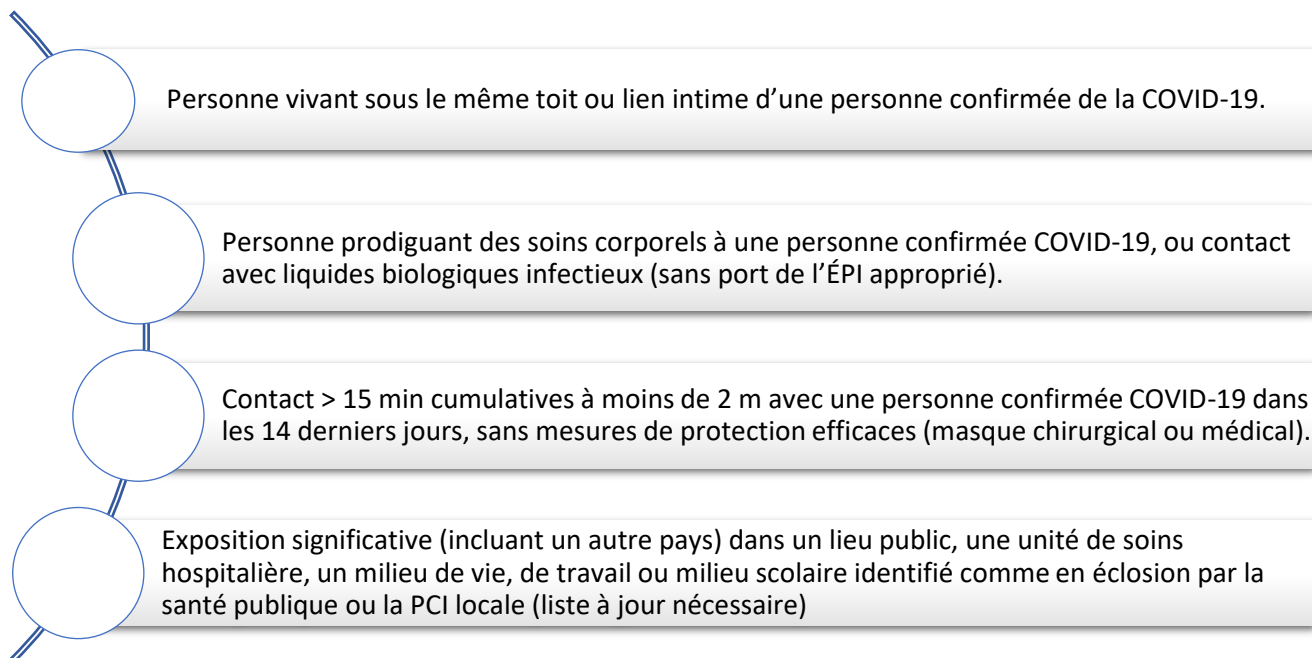 Personne vivant sous le même toit ou lien intime d’une personne confirmée de la COVID-19.
Personne prodiguant des soins corporels à une personne confirmée COVID-19, ou contact
avec liquides biologiques infectieux (sans port de l’ÉPI approprié).
Contact > 15 min cumulatives à moins de 2 m avec une personne confirmée COVID-19 dans
les 14 derniers jours, sans mesures de protection efficaces (masque chirurgical ou médical).
Exposition significative (incluant un autre pays) dans un lieu public, une unité de soins
hospitalière, un milieu de vie, de travail ou milieu scolaire identifié comme en éclosion par la
santé publique ou la PCI locale (liste à jour nécessaire)